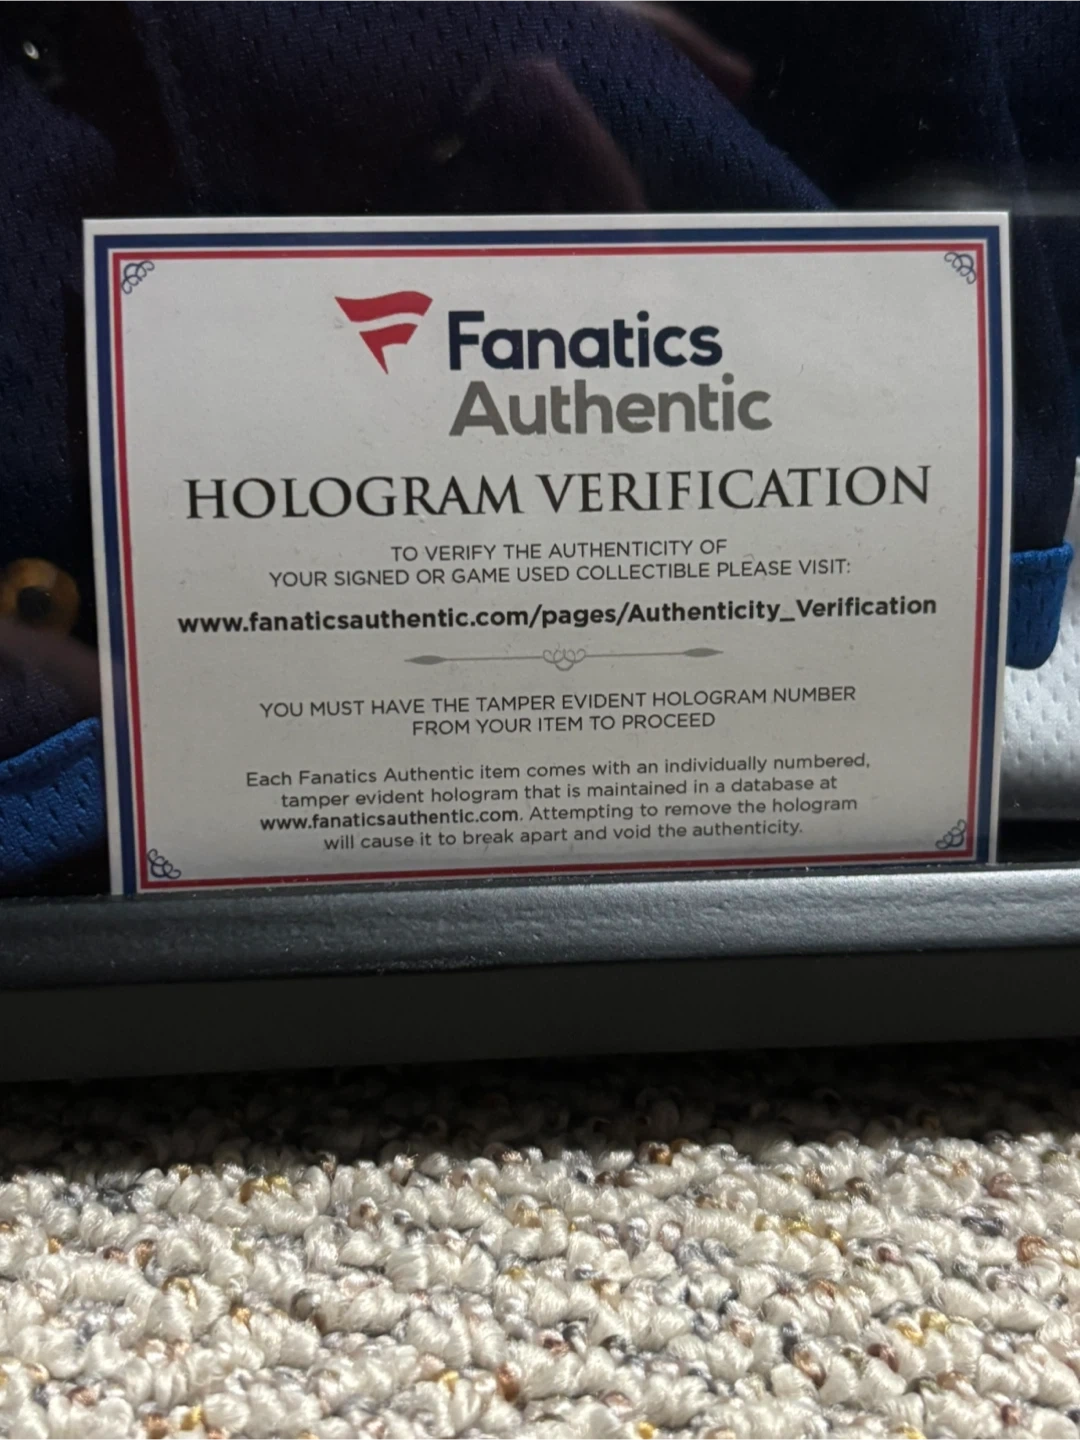 Fanatics
Authentic
HOLOGRAM VERIFICATION
TO VERIFY THE AUTHENTICITY OF
YOUR SIGNED OR GAME USED COLLECTIBLE PLEASE VISIT:
www.fanaticsauthentic.com/pages/Authenticity_Verification
YOU MUST HAVE THE TAMPER EVIDENT HOLOGRAM NUMBER
FROM YOUR ITEM TO PROCEED
Each Fanatics Authentic item comes with an individually numbered,
tamper evident hologram that is maintained in a database at
www.fanaticsauthentic.com. Attempting to remove the hologram
will cause it to break apart and void the authenticity.